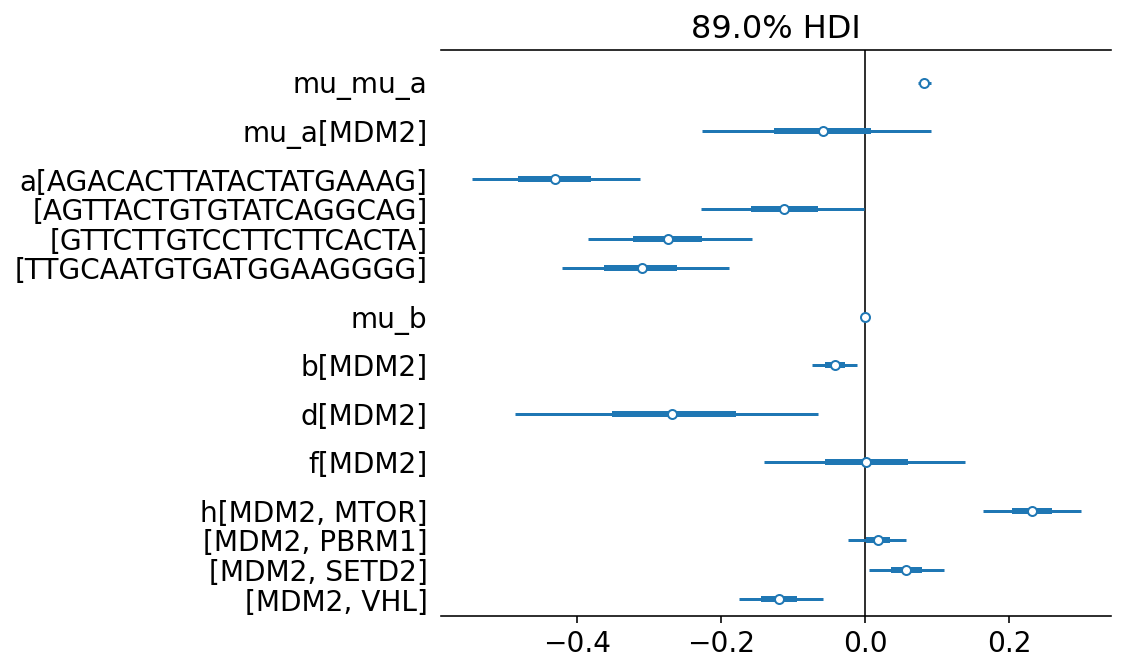 89.0% HDI
mu_mu_a
mu_a[MDM2]
a[AGACACTTATACTATGAAAG]
[AGTTACTGTGTATCAGGCAG]
[GTTCTTGTCCTTCTTCACTA]
[TTGCAATGTGATGGAAGGGG]
mu_b
b[MDM2]
d[MDM2]
f[MDM2]
h[MDM2, MTOR]
[MDM2, PBRM1]
[MDM2, SETD2]
[MDM2, VHL]
−0.4 −0.2 0.0 0.2